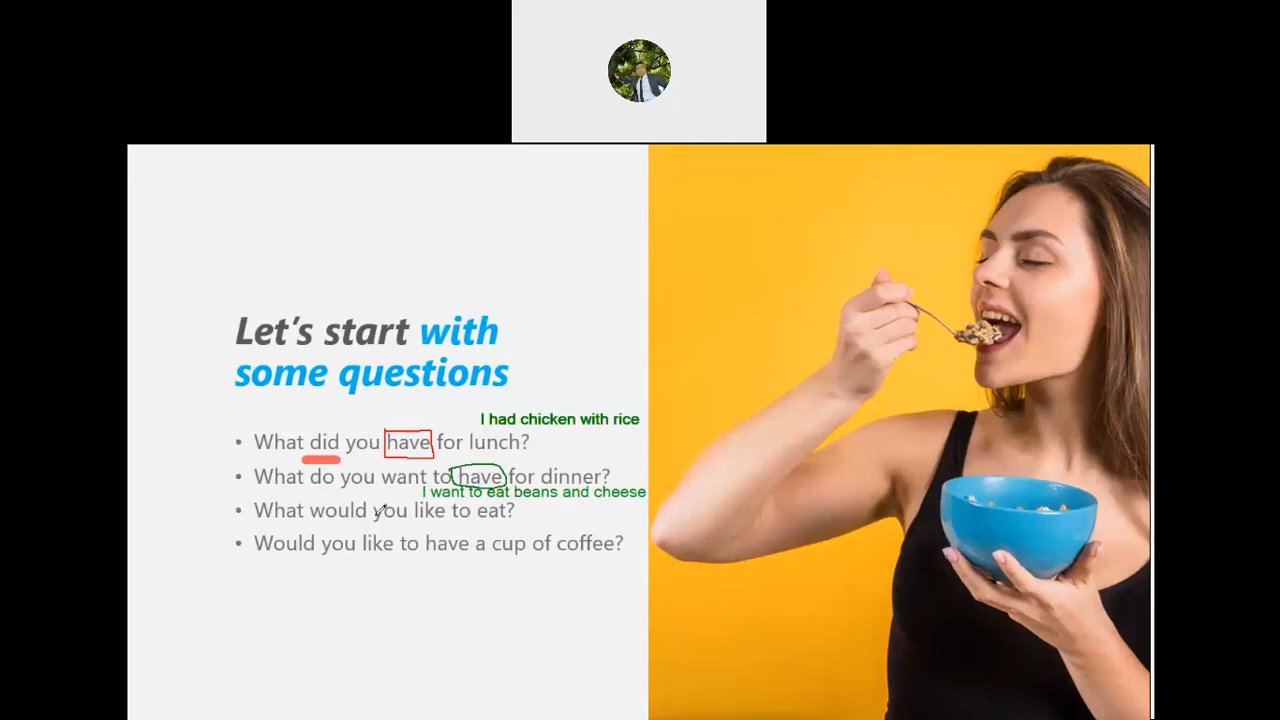 Let's start with
some questions
I had chicken with rice
• What did you have for lunch?
• What do you want to have for dinner?
I want to eat beans and cheese
• What would you like to eat?
• Would you like to have a cup of coffee?